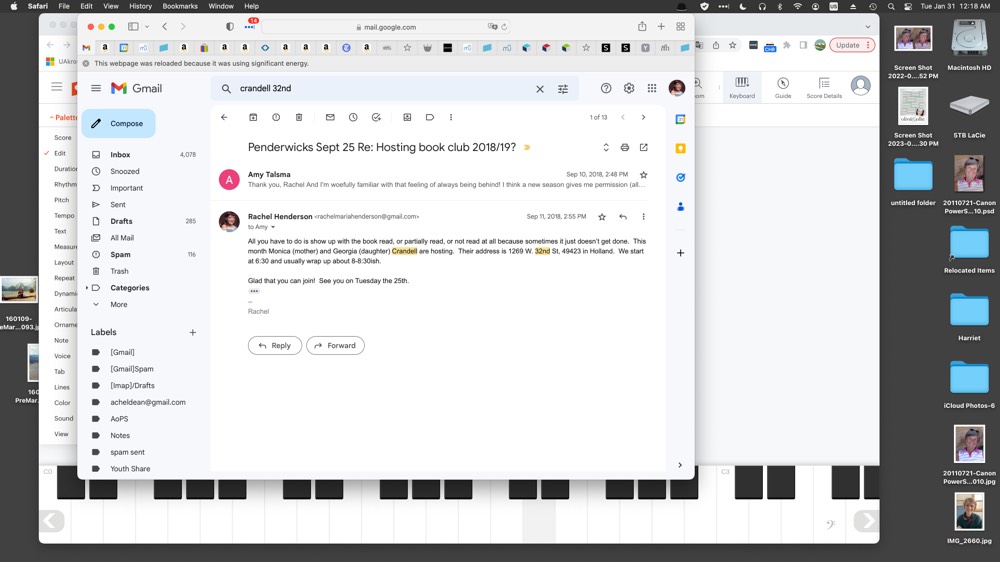 Safari File Edit View History Bookmarks Window Help
Tue Jan 31 12:18 AM
14
mail.google.com
This webpage was reloaded because it was using significant energy.
UAkro
Update
Keyboard
Guide
Score Details
Gmail
crandell 32nd
Compose
1 of 13
Inbox 4,078
Snoozed
Important
Sent
Drafts 285
All Mail
Spam 116
Trash
Categories
More
Labels
[Gmail]
[Gmail]Spam
[Imap]/Drafts
acheldean@gmail.com
AoPS
Notes
spam sent
Youth Share
Penderwicks Sept 25 Re: Hosting book club 2018/19?
Amy Talsma
Sep 10, 2018, 2:48 PM
Thank you, Rachel And I'm woefully familiar with that feeling of always being behind! I think a new season gives me permission (all...
Rachel Henderson <rachelmariahenderson@gmail.com>
Sep 11, 2018, 2:55 PM
to Amy
All you have to do is show up with the book read, or partially read, or not read at all because sometimes it just doesn't get done. This
month Monica (mother) and Georgia (daughter) Crandell are hosting. Their address is 1269 W. 32nd St, 49423 in Holland. We start
at 6:30 and usually wrap up about 8-8:30ish.
Glad that you can join! See you on Tuesday the 25th.
--
Rachel
Reply
Forward
Palette
Score
Edit
Duration
Rhythm
Pitch
Tempo
Text
Measure
Layout
Repeat
Dynamic
Articula
Orname
Note
Voice
Tab
Lines
Color
Sound
View
C0
C3
160109-
reMar...093.j
160
PreMar
Screen Shot
2022-0....52 PM
Macintosh HD
Screen Shot
2023-0....30 PM
5TB LaCie
untitled folder
20110721-Canon
PowerS...10.psd
Relocated Items
Harriet
iCloud Photos-6
20110721-Canon
PowerS...010.jpg
IMG_2660.jpg